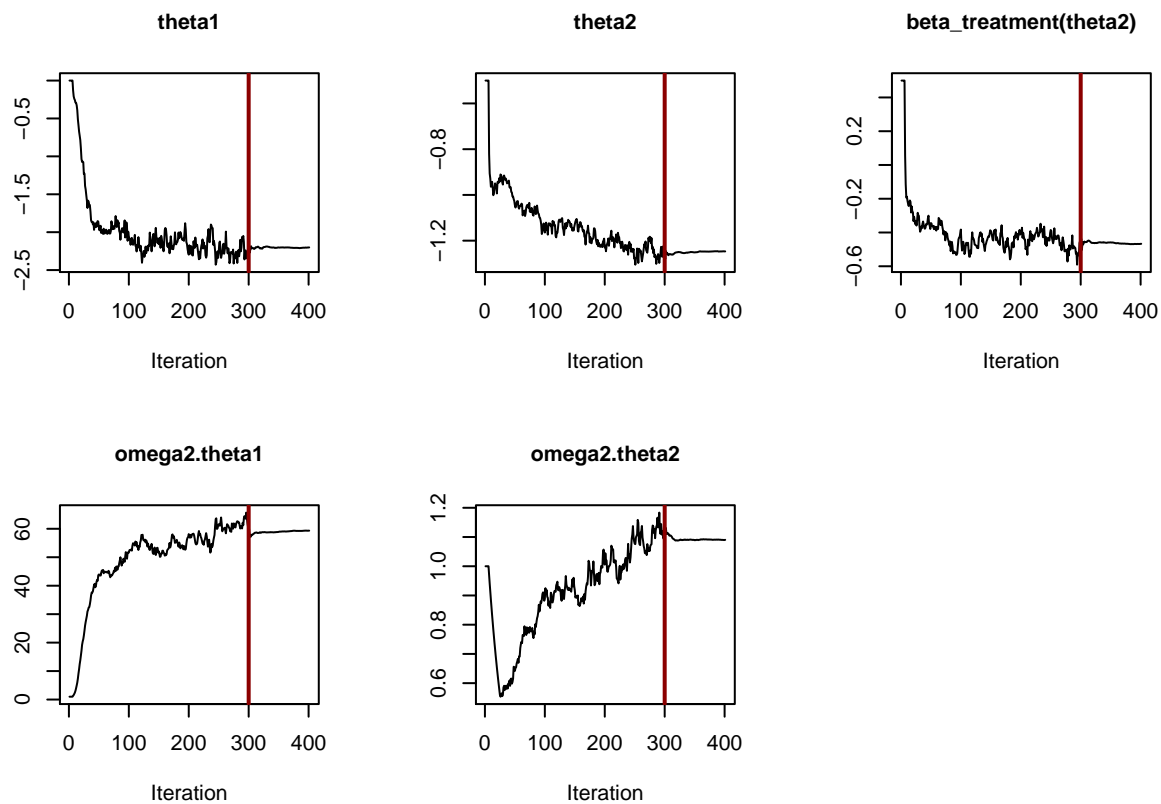 theta1
−2.5
−1.5
−0.5
0 100 200 300 400
Iteration
theta2
−1.2
−0.8
0 100 200 300 400
Iteration
beta_treatment(theta2)
−0.6
−0.2
0.2
0 100 200 300 400
Iteration
omega2.theta1
0 20 40 60
0 100 200 300 400
Iteration
omega2.theta2
0.6 0.8 1.0 1.2
0 100 200 300 400
Iteration